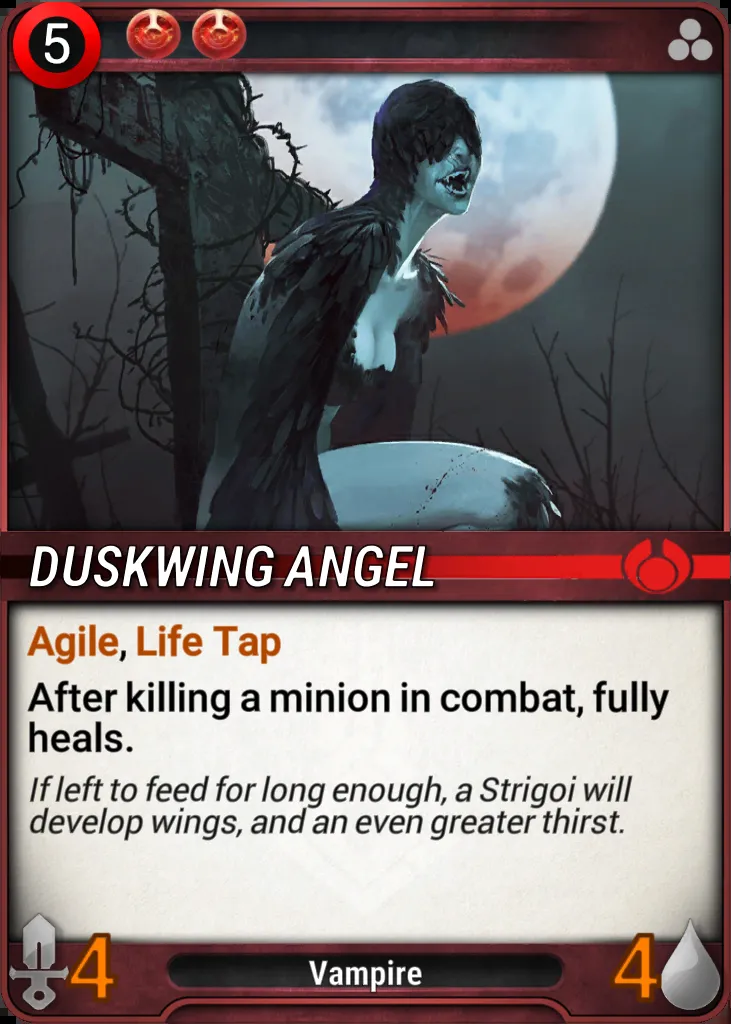 5
DUSKWING ANGEL
Agile, Life Tap
After killing a minion in combat, fully
heals.
If left to feed for long enough, a Strigoi will
develop wings, and an even greater thirst.
4
Vampire
4